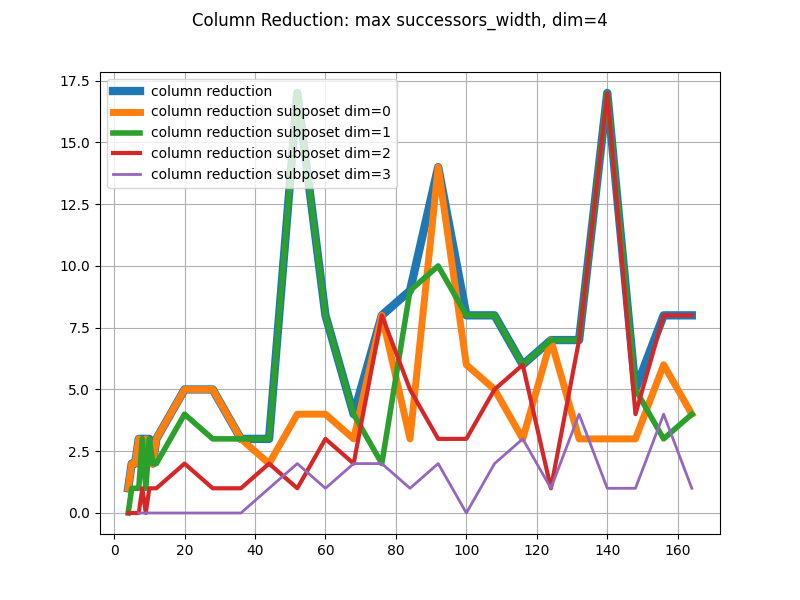 Column Reduction: max successors_width, dim=4
17.5
15.0
12.5
10.0
7.5
5.0
2.5
0.0
column reduction
column reduction subposet dim=0
column reduction subposet dim=1
column reduction subposet dim=2
column reduction subposet dim=3
0 20 40 60 80 100 120 140 160